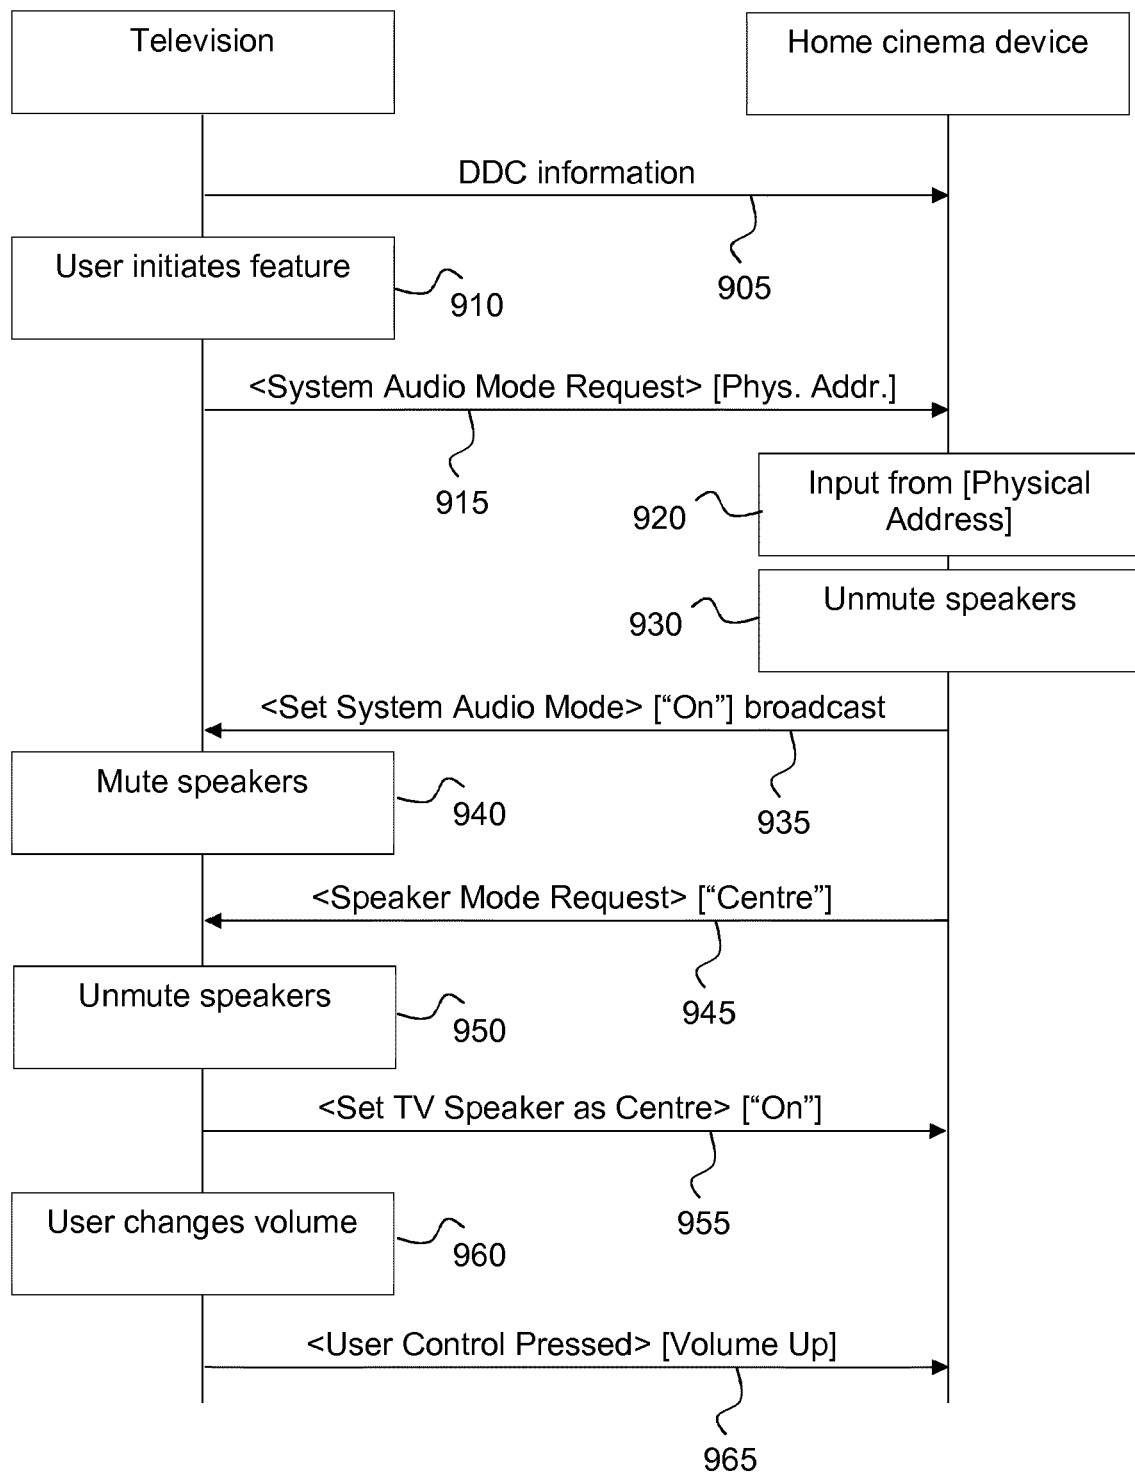 Television
Home cinema device
DDC information
905
User initiates feature
910
<System Audio Mode Request> [Phys. Addr.]
915
Input from [Physical
Address]
920
Unmute speakers
930
<Set System Audio Mode> [“On”] broadcast
935
Mute speakers
940
<Speaker Mode Request> [“Centre”]
945
Unmute speakers
950
<Set TV Speaker as Centre> [“On”]
955
User changes volume
960
<User Control Pressed> [Volume Up]
965